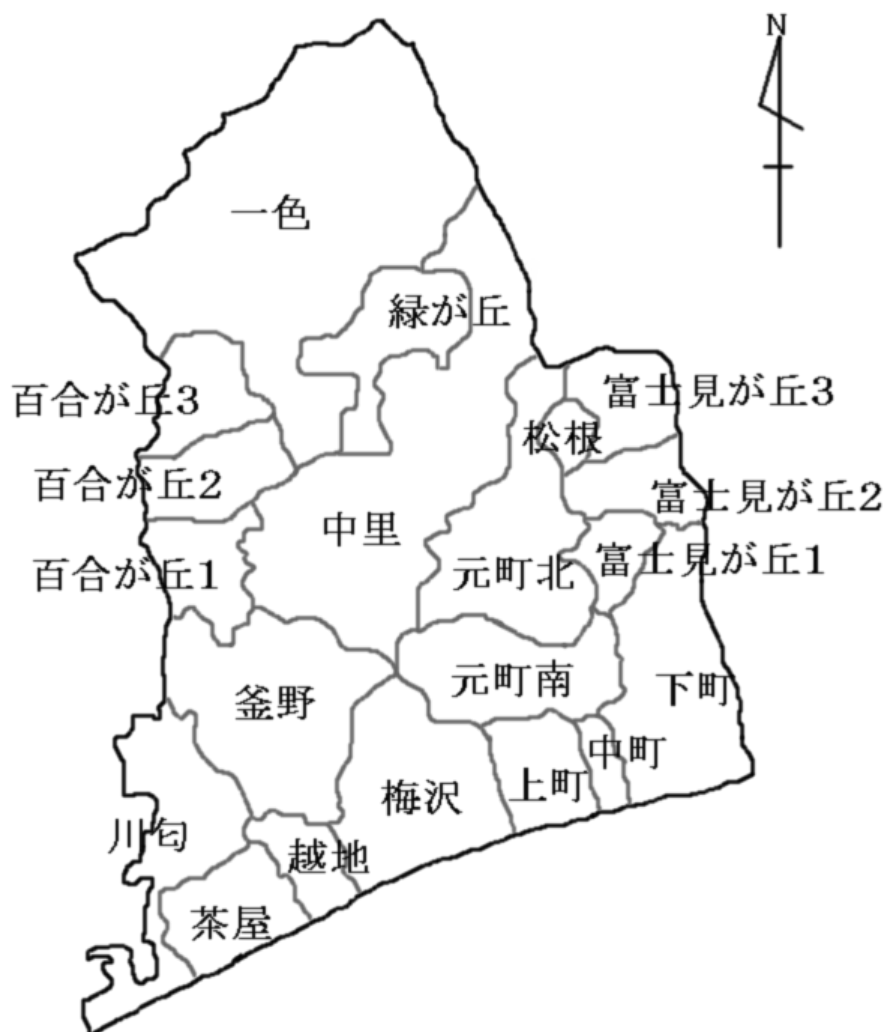 N
一色
緑が丘
百合が丘3
富士見が丘3
松根
百合が丘2
富士見が丘2
中里
百合が丘1
元町北
富士見が丘1
釜野
元町南
下町
中町
梅沢
上町
川匂
越地
茶屋